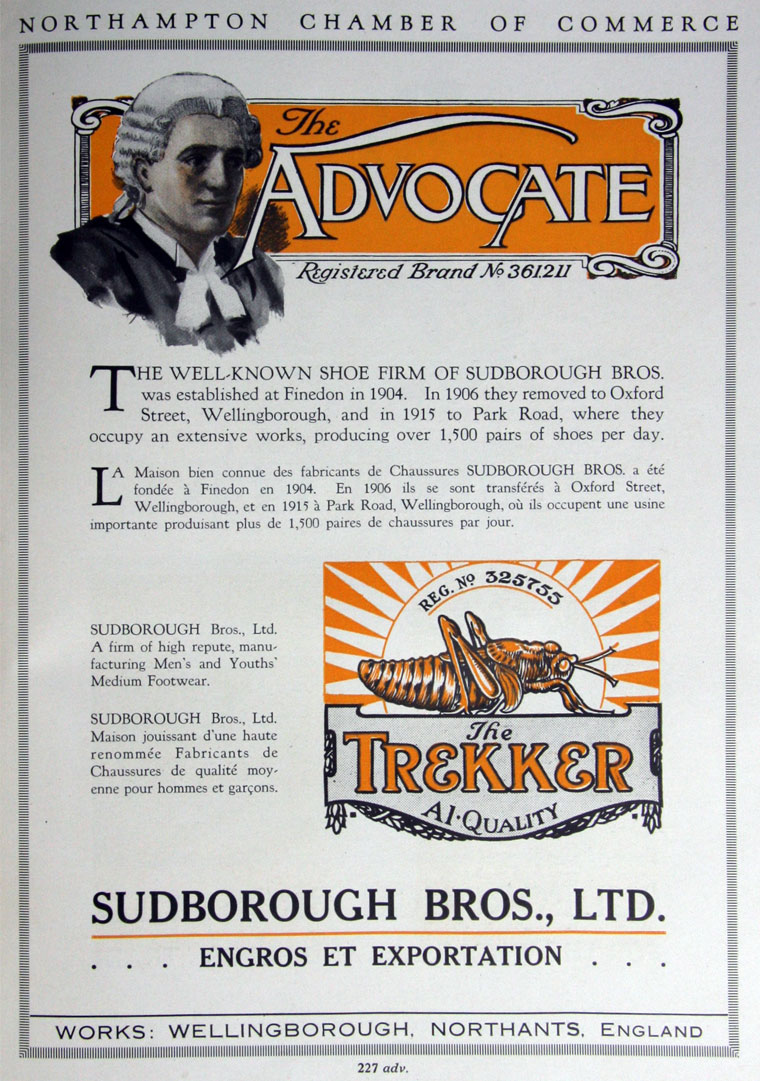 NORTHAMPTON CHAMBER OF COMMERCE
The
ADVOCATE
Registered Brand No 361.211
THE WELL-KNOWN SHOE FIRM OF SUDBOROUGH BROS.
was established at Finedon in 1904. In 1906 they removed to Oxford
Street, Wellingborough, and in 1915 to Park Road, where they
occupy an extensive works, producing over 1,500 pairs of shoes per day.
LA Maison bien connue des fabricants de Chaussures SUDBOROUGH BROS. a été
fondée à Finedon en 1904. En 1906 ils se sont transférés à Oxford Street,
Wellingborough, et en 1915 à Park Road, Wellingborough, où ils occupent une usine
importante produisant plus de 1,500 paires de chaussures par jour.
SUDBOROUGH Bros., Ltd.
A firm of high repute, manu-
facturing Men's and Youths'
Medium Footwear.
SUDBOROUGH Bros., Ltd.
Maison jouissant d'une haute
renommée Fabricants de
Chaussures de qualité moy-
enne pour hommes et garçons.
REG. No 325755
The
TREKKER
A1·QUALITY
SUDBOROUGH BROS., LTD.
. . . ENGROS ET EXPORTATION . . .
WORKS: WELLINGBOROUGH, NORTHANTS, ENGLAND
227 adv.